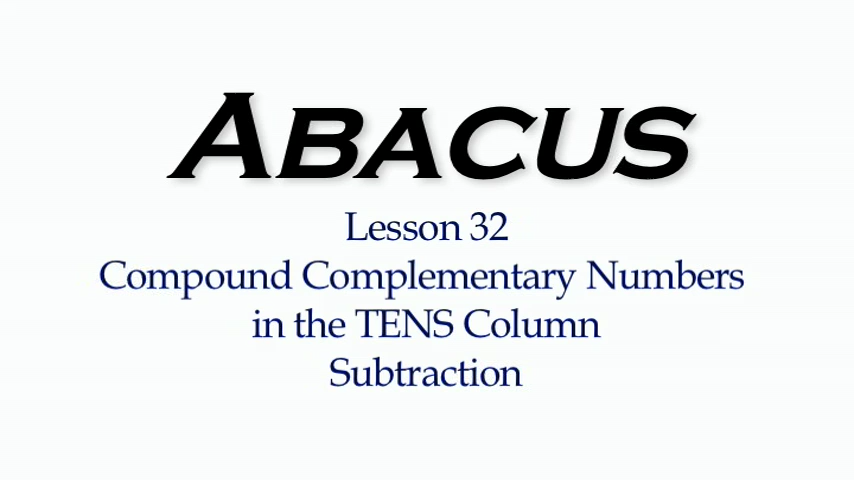 ABACUS
Lesson 32
Compound Complementary Numbers
in the TENS Column
Subtraction